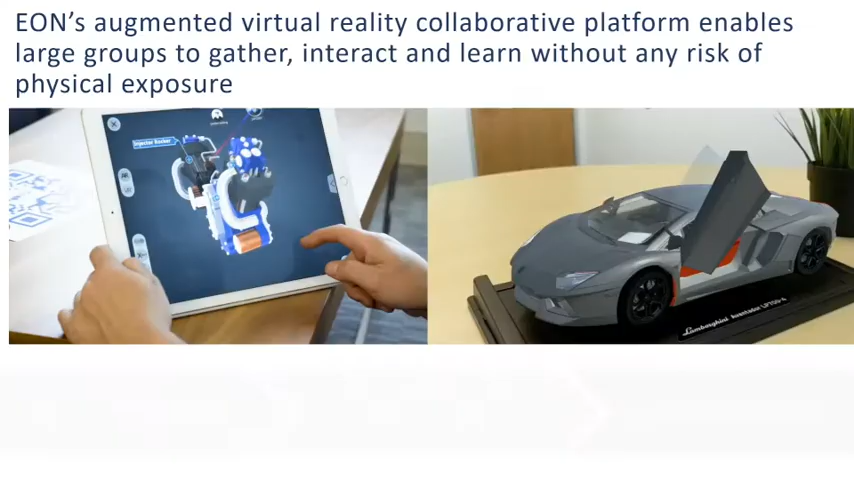 EON’s augmented virtual reality collaborative platform enables
large groups to gather, interact and learn without any risk of
physical exposure
Injector Rocker
Lamborghini Aventador LP700-4